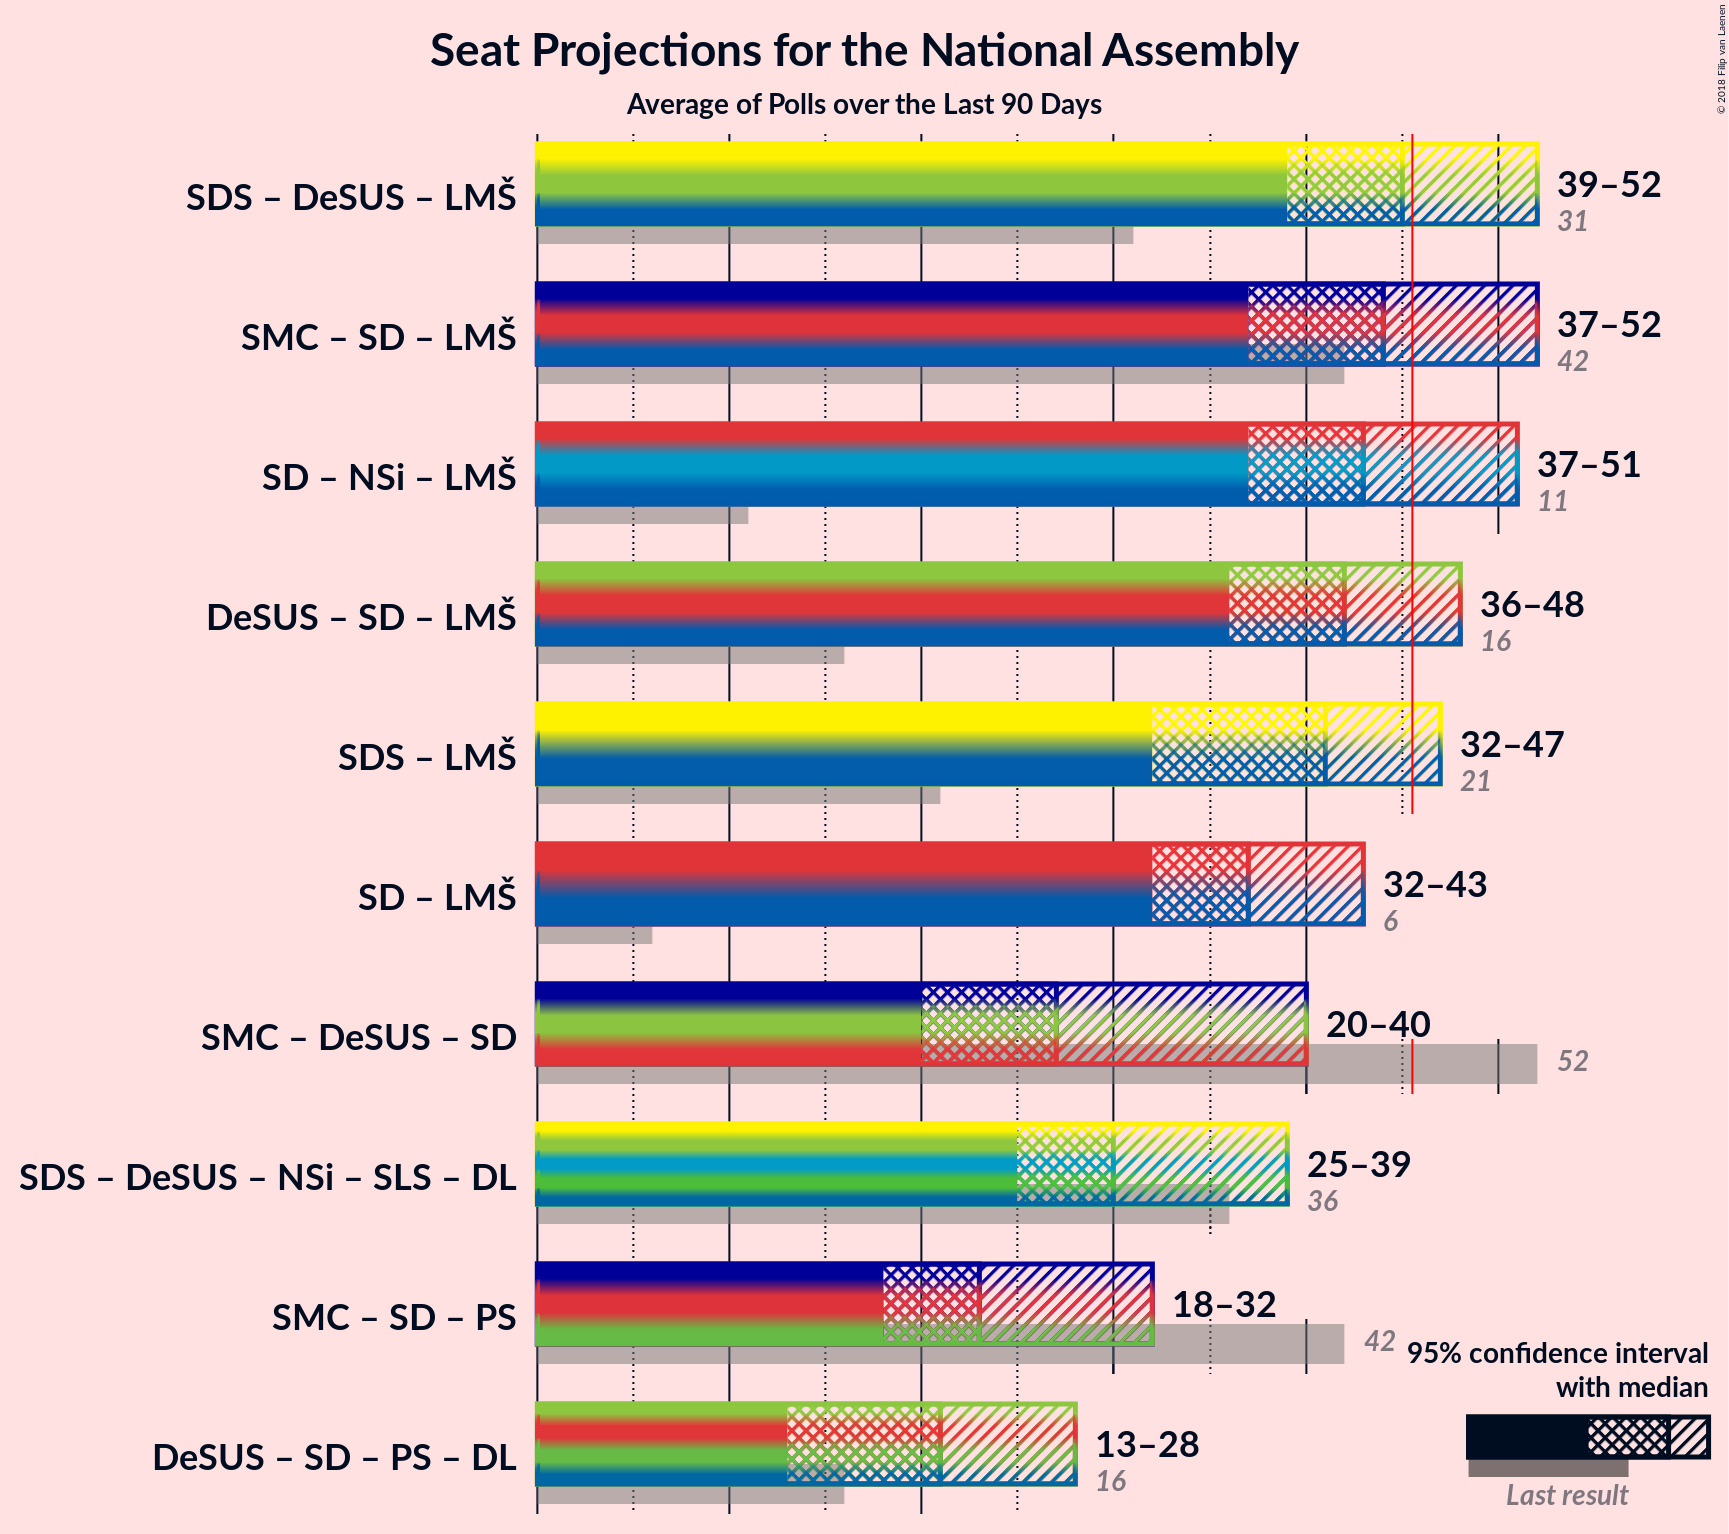 Seat Projections for the National Assembly
Average of Polls over the Last 90 Days
© 2018 Filip van Laenen
SDS – DeSUS – LMŠ
39–52
31
SMC – SD – LMŠ
37–52
42
SD – NSi – LMŠ
37–51
11
DeSUS – SD – LMŠ
36–48
16
SDS – LMŠ
32–47
21
SD – LMŠ
32–43
6
SMC – DeSUS – SD
20–40
52
SDS – DeSUS – NSi – SLS – DL
25–39
36
SMC – SD – PS
18–32
42
DeSUS – SD – PS – DL
13–28
16
95% confidence interval
with median
Last result